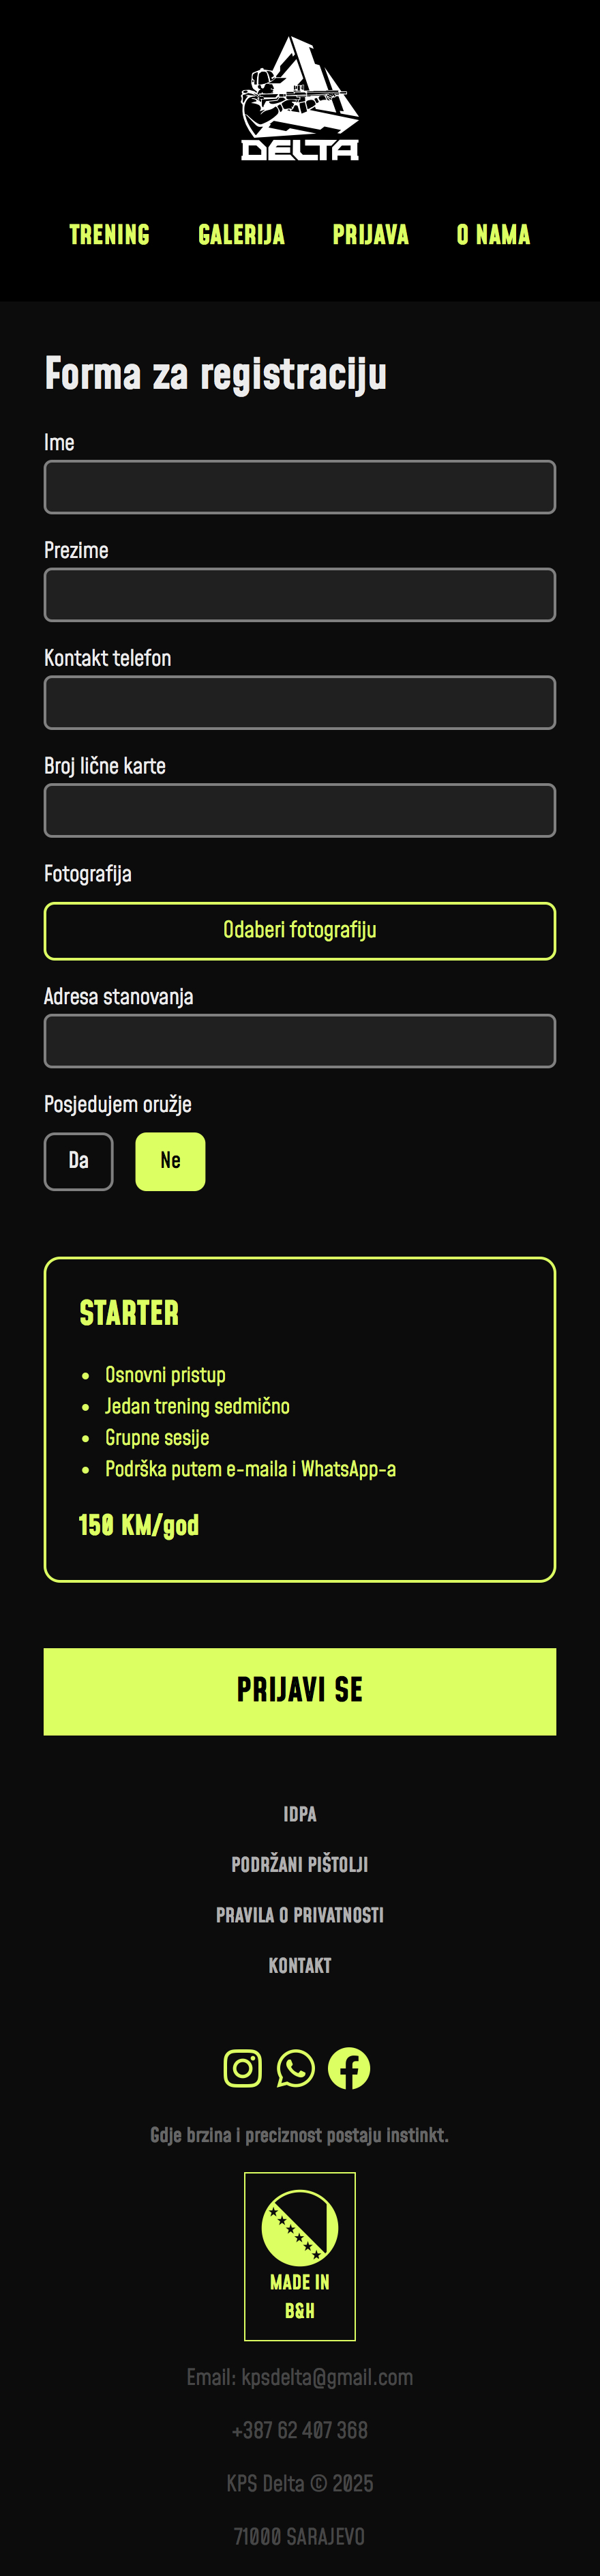 DELTA
TRENING GALERIJA PRIJAVA O NAMA
Forma za registraciju
Ime
Prezime
Kontakt telefon
Broj lične karte
Fotografija
Odaberi fotografiju
Adresa stanovanja
Posjedujem oružje
Da Ne
STARTER
• Osnovni pristup
• Jedan trening sedmično
• Grupne sesije
• Podrška putem e-maila i WhatsApp-a
150 KM/god
PRIJAVI SE
IDPA
PODRŽANI PIŠTOLJI
PRAVILA O PRIVATNOSTI
KONTAKT
Gdje brzina i preciznost postaju instinkt.
MADE IN
B&H
Email: kpsdelta@gmail.com
+387 62 407 368
KPS Delta © 2025
71000 SARAJEVO